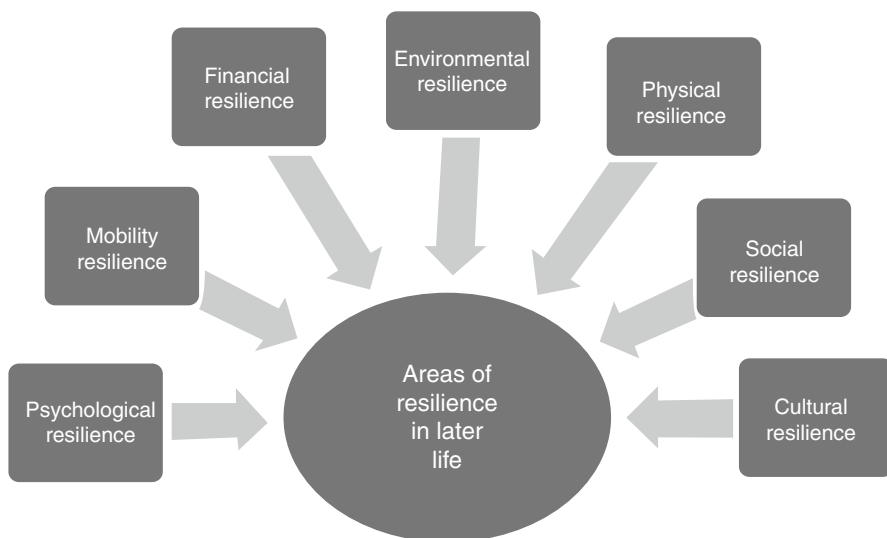 Environmental
resilience
Financial
resilience
Physical
resilience
Mobility
resilience
Social
resilience
Psychological
resilience
Areas of
resilience
in later
life
Cultural
resilience